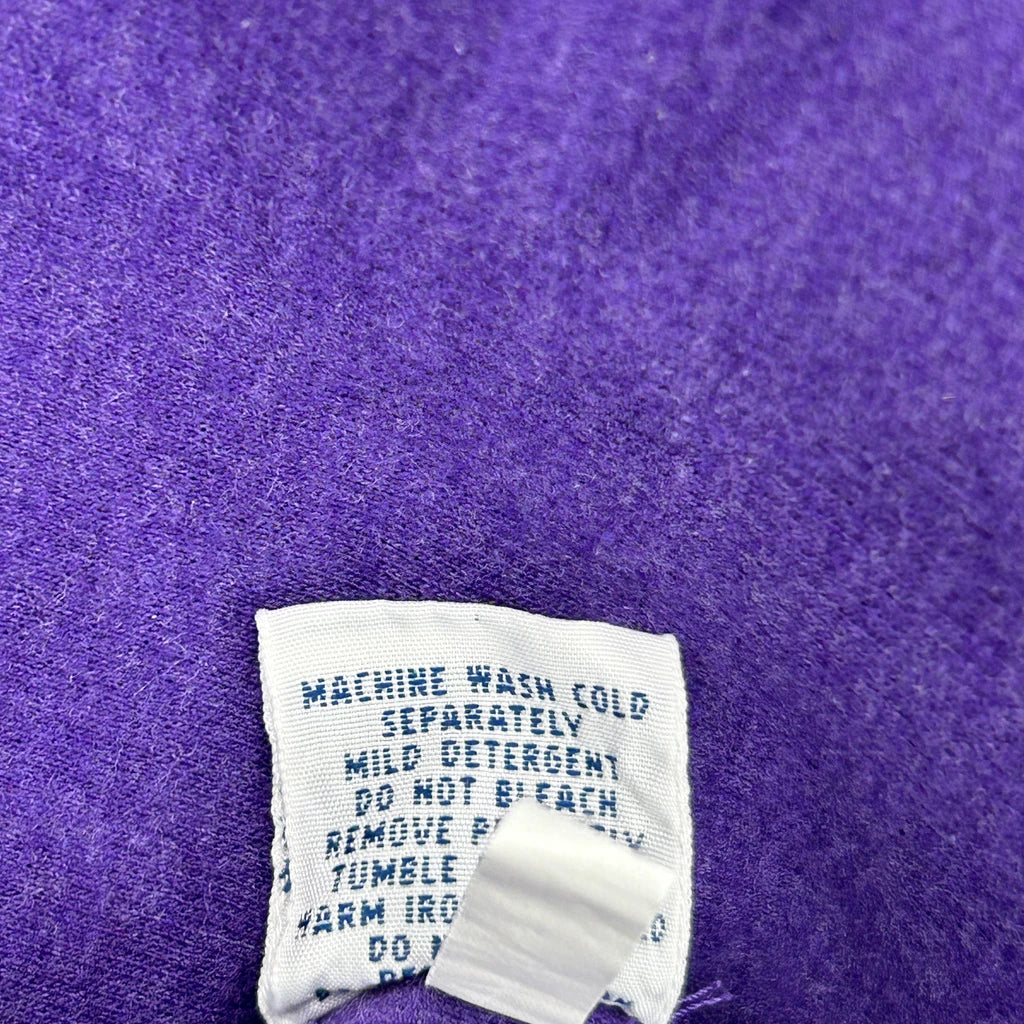 MACHINE WASH COLD
SEPARATELY
MILD DETERGENT
DO NOT BLEACH
REMOVE
TUMBLE
WARM
DO